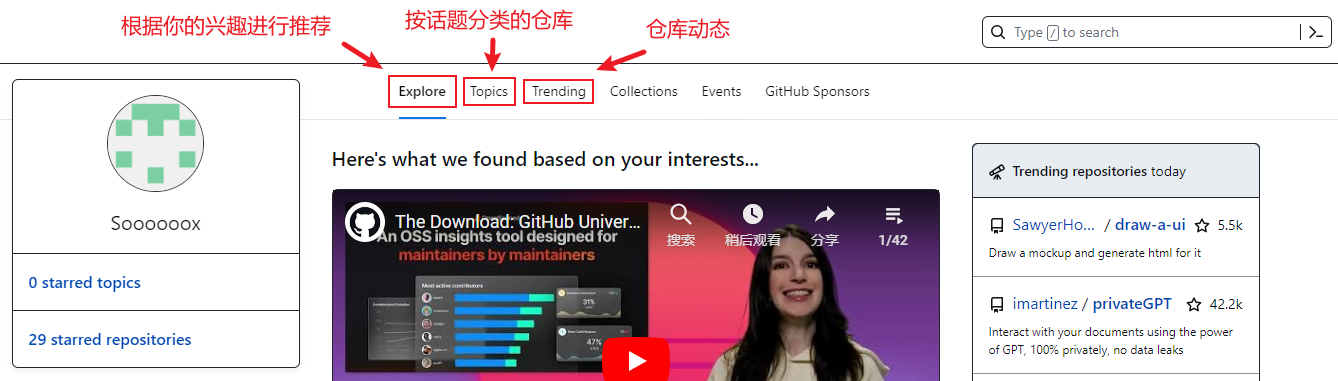 根据你的兴趣进行推荐
按话题分类的仓库
仓库动态
Type / to search
Explore
Topics
Trending
Collections
Events
GitHub Sponsors
Soooooox
0 starred topics
29 starred repositories
Here's what we found based on your interests...
The Download: GitHub Univer...
搜索
稍后观看
分享
1/42
An OSS insights tool designed for
maintainers by maintainers
Most active contributors
31%
Trending repositories today
SawyerHo... / draw-a-ui
5.5k
Draw a mockup and generate html for it
imartinez / privateGPT
42.2k
Interact with your documents using the power
of GPT, 100% privately, no data leaks